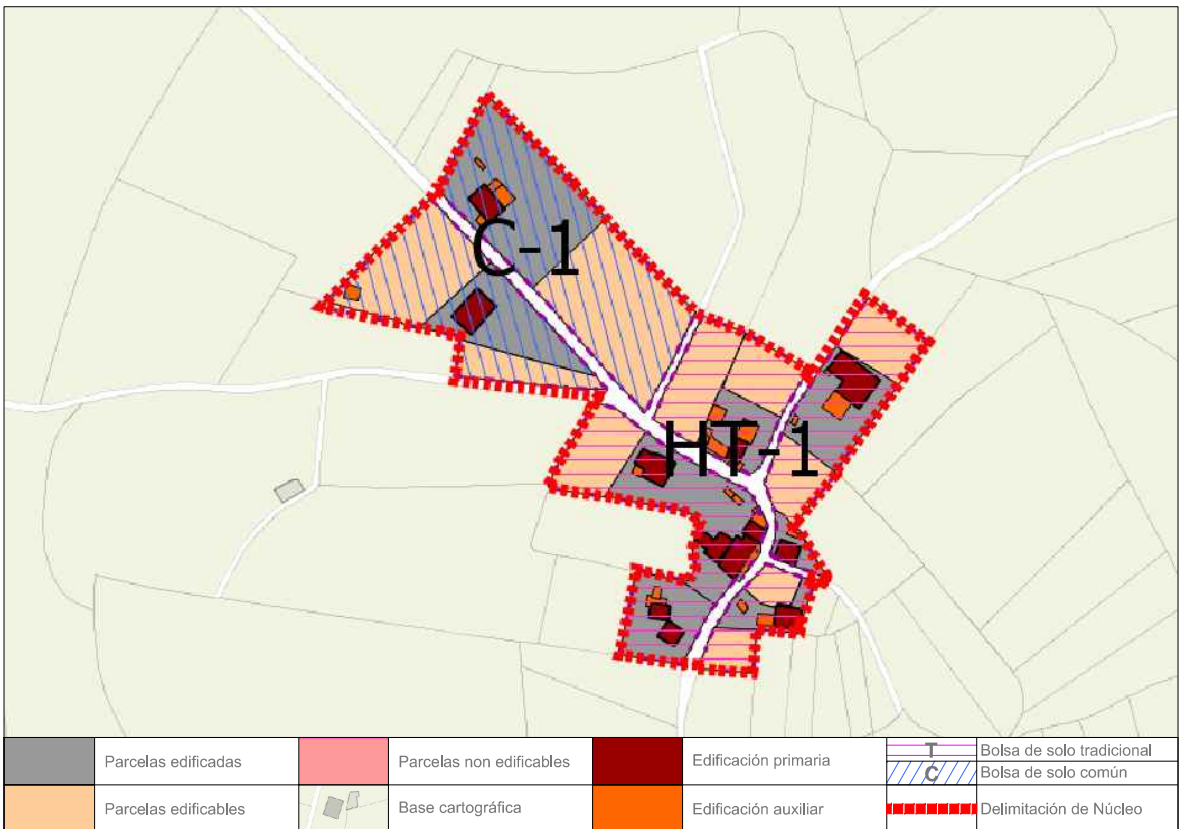 C-1
HT-1
Parcelas edificadas
Parcelas non edificables
Edificación primaria
T
Bolsa de solo tradicional
C
Bolsa de solo común
Parcelas edificables
Base cartográfica
Edificación auxiliar
Delimitación de Núcleo